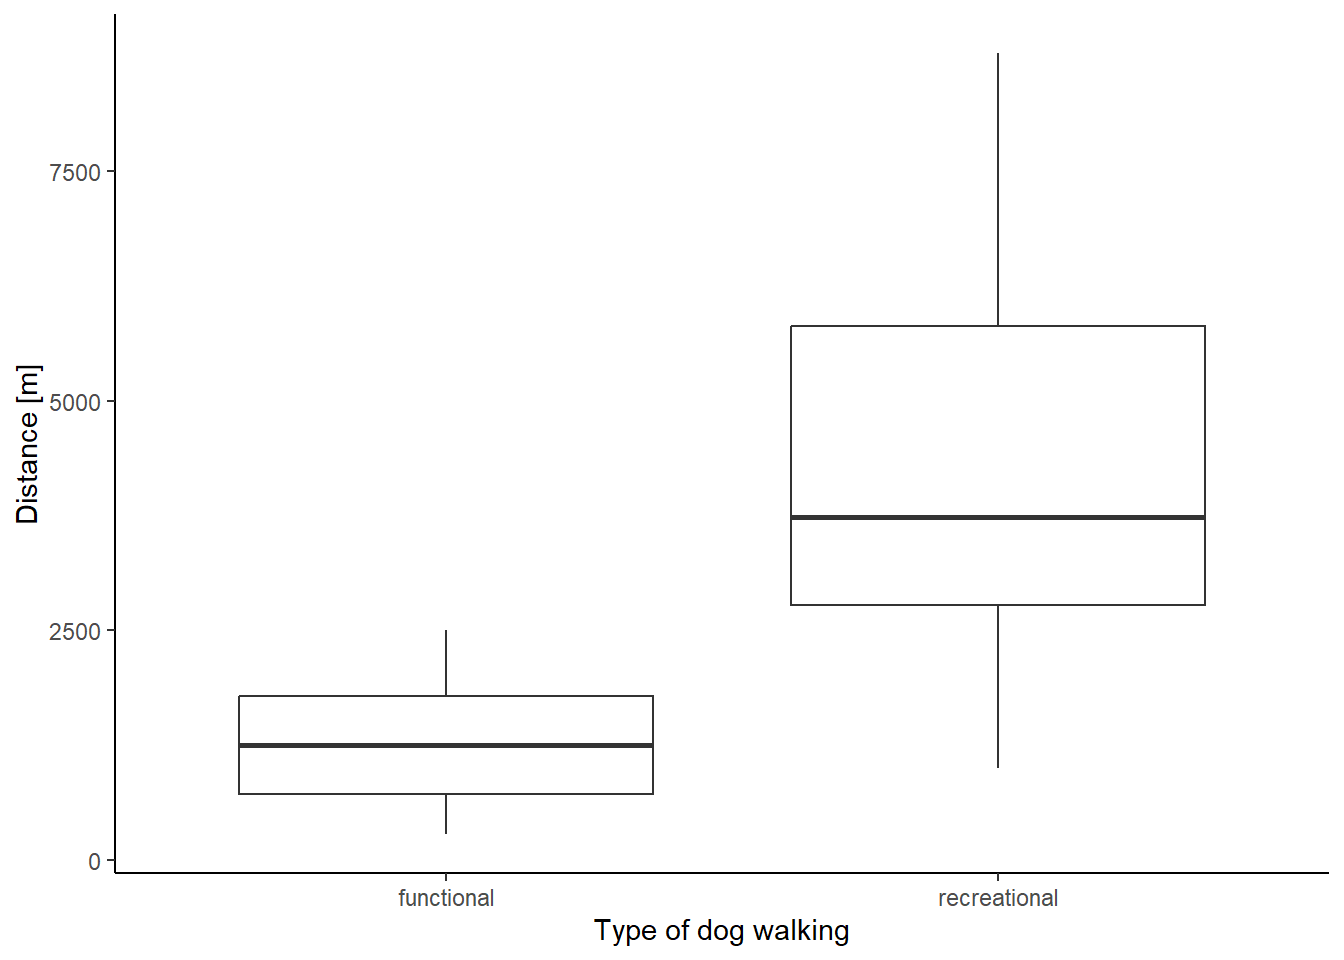 Distance [m]
7500
5000
2500
0
functional recreational
Type of dog walking